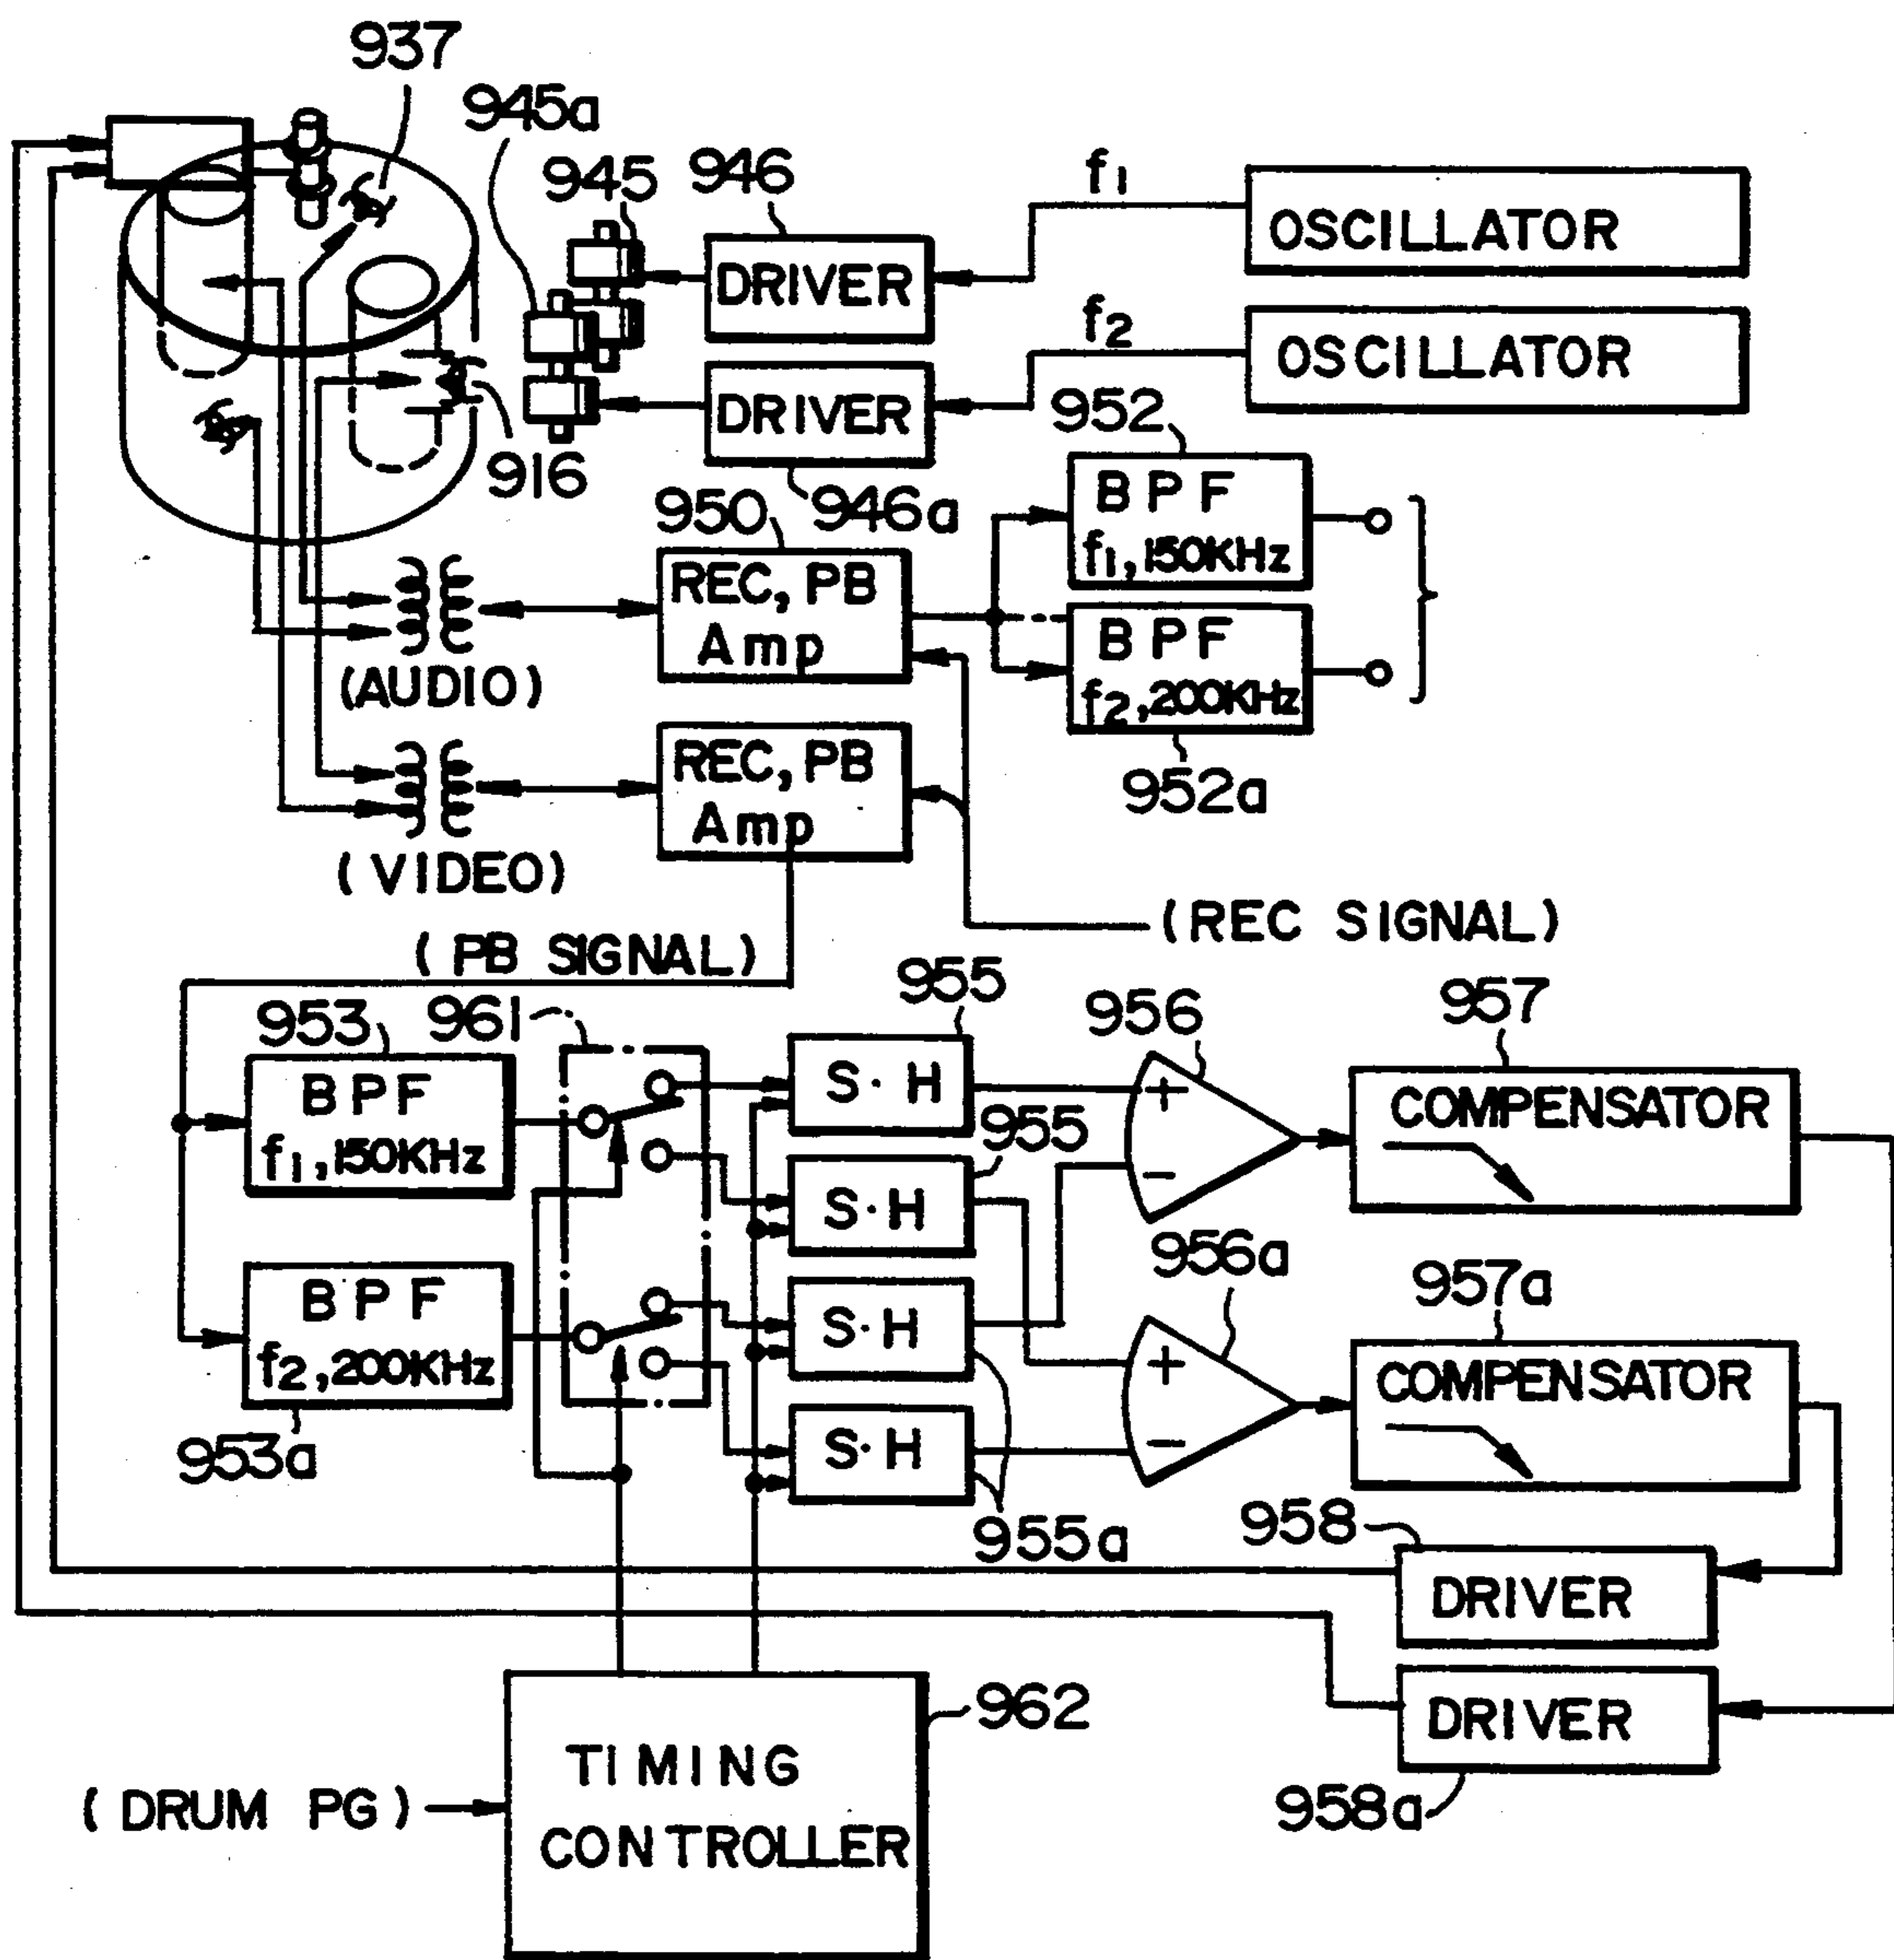 937
945a
945
946
f1
OSCILLATOR
DRIVER
f2
OSCILLATOR
DRIVER
952
916
946a
950
BPF
f1, 150KHz
REC, PB
Amp
BPF
f2, 200KHz
(AUDIO)
952a
REC, PB
Amp
(VIDEO)
(REC SIGNAL)
(PB SIGNAL)
955
957
953
961
956
BPF
f1, 150KHz
S·H
+
-
COMPENSATOR
955
S·H
956a
957a
BPF
f2, 200KHz
S·H
+
-
COMPENSATOR
953a
S·H
955a
958
DRIVER
962
DRIVER
TIMING
CONTROLLER
(DRUM PG)
958a